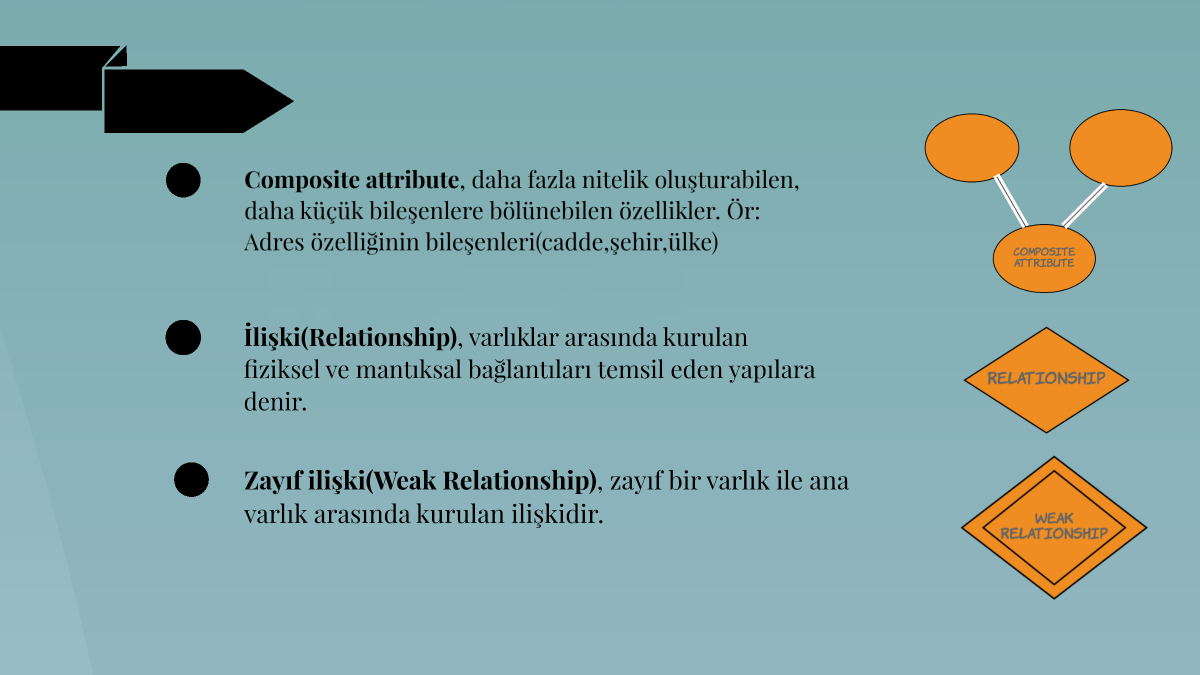 Composite attribute, daha fazla nitelik oluşturabilen,
daha küçük bileşenlere bölünebilen özellikler. Ör:
Adres özelliğinin bileşenleri(cadde,şehir,ülke)
COMPOSITE
ATTRIBUTE
İlişki(Relationship), varlıklar arasında kurulan
fiziksel ve mantıksal bağlantıları temsil eden yapılara
denir.
RELATIONSHIP
Zayıf ilişki(Weak Relationship), zayıf bir varlık ile ana
varlık arasında kurulan ilişkidir.
WEAK
RELATIONSHIP